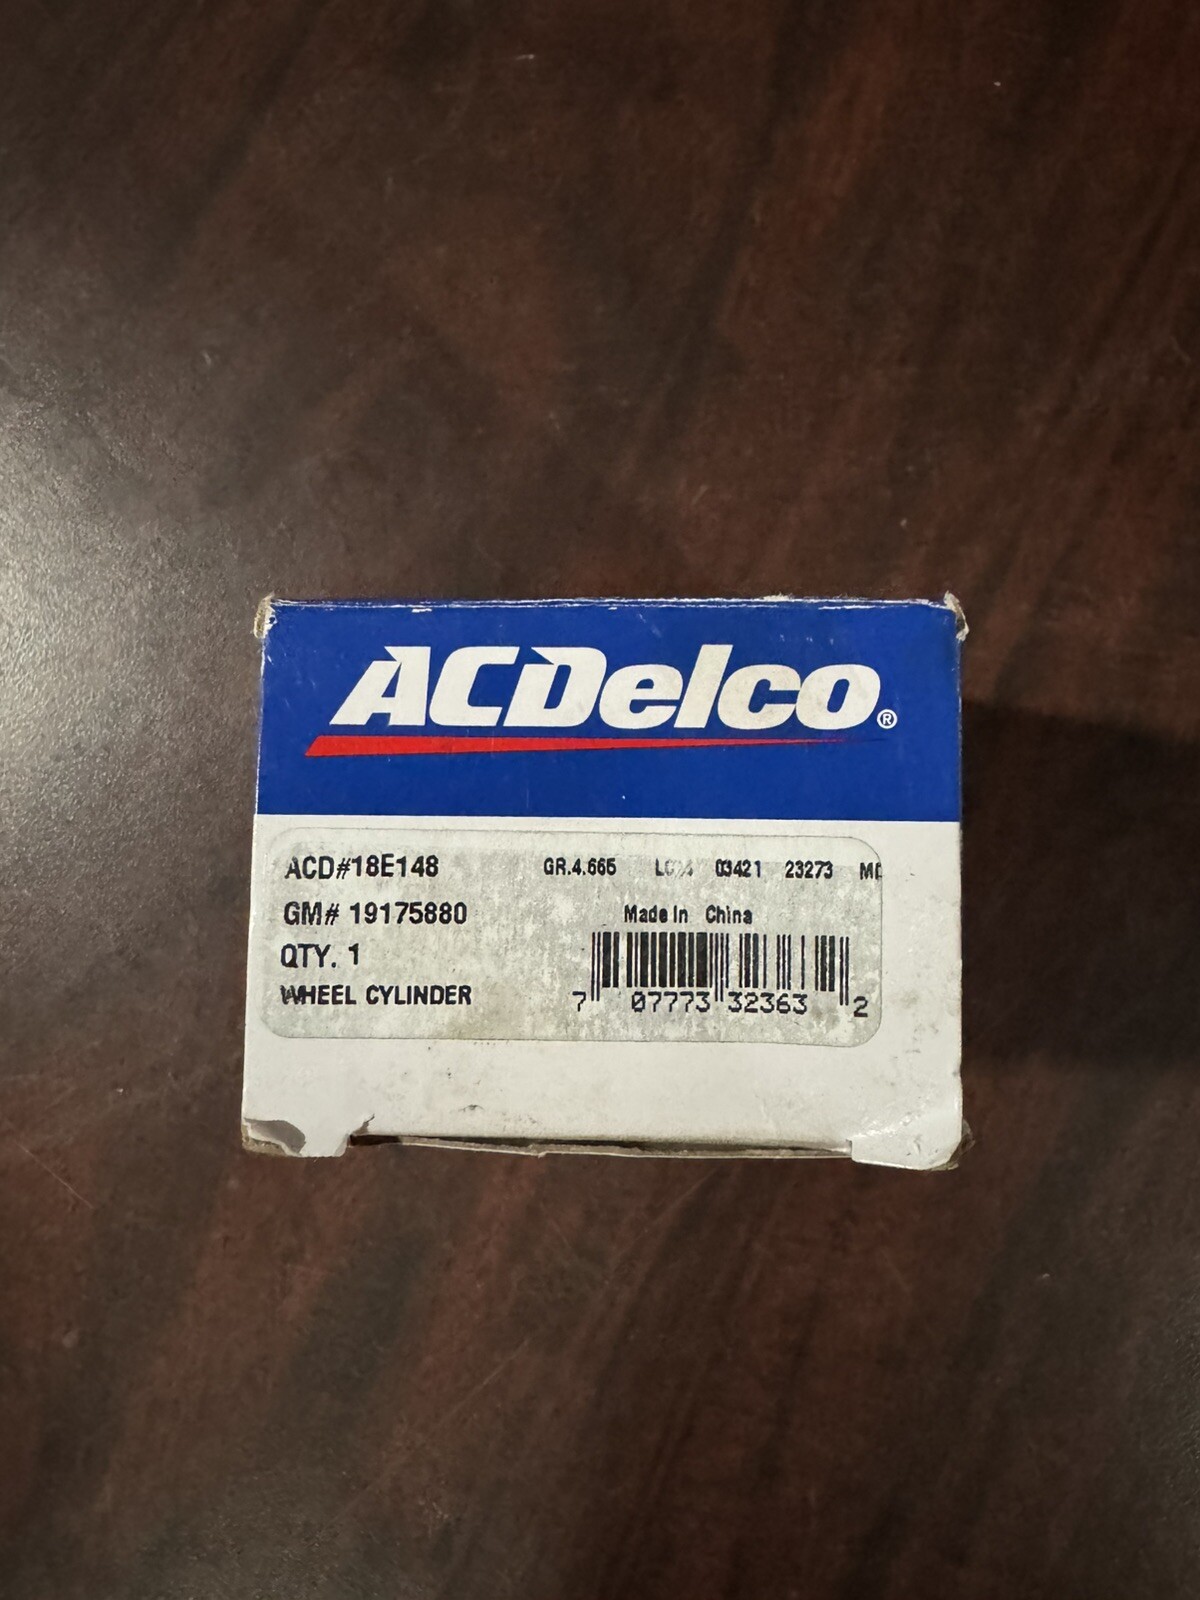 ACDelco®
ACD#18E148 GR.4.665 03421 23273
GM# 19175880 Made In China
QTY. 1
WHEEL CYLINDER 7 07773 32363 2